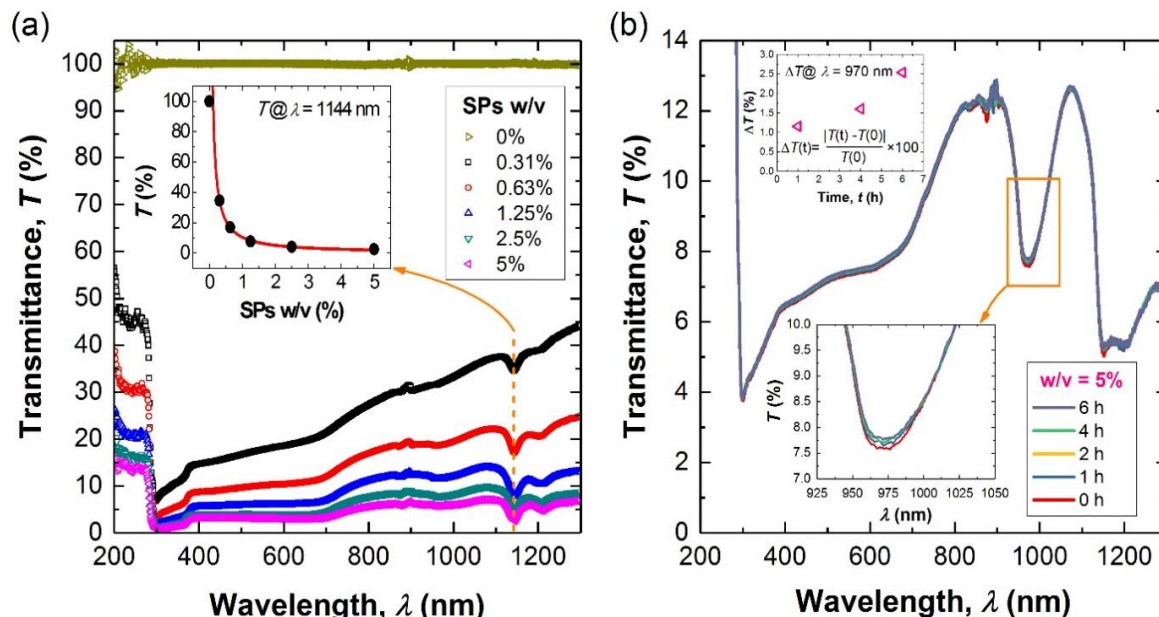 (a)
Transmittance, T (%)
100
90
80
70
60
50
40
30
20
10
0
200 400 600 800 1000 1200
Wavelength, λ (nm)
T@ λ = 1144 nm
T (%)
100
80
60
40
20
0
0 1 2 3 4 5
SPs w/v (%)
SPs w/v
0%
0.31%
0.63%
1.25%
2.5%
5%
(b)
Transmittance, T (%)
14
12
10
8
6
4
2
0
200 400 600 800 1000 1200
Wavelength, λ (nm)
ΔT (%)
3.0
2.5
2.0
1.5
1.0
0.5
0.0
ΔT@ λ = 970 nm
ΔT(t)= |T(t) -T(0)| / T(0) ×100
0 1 2 3 4 5 6 7
Time, t (h)
T (%)
10.0
9.5
9.0
8.5
8.0
7.5
7.0
925 950 975 1000 1025 1050
λ (nm)
w/v = 5%
6 h
4 h
2 h
1 h
0 h